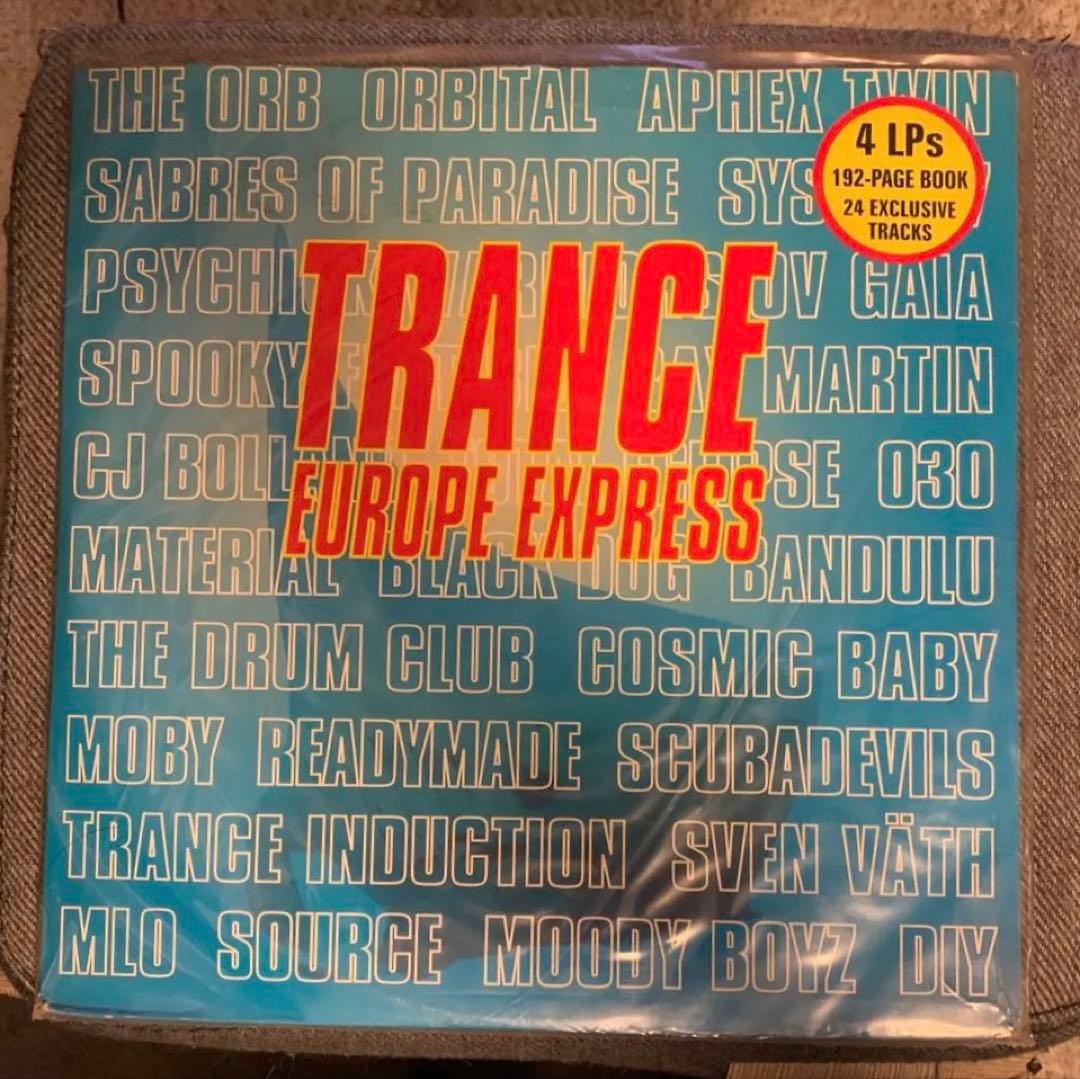 THE ORB ORBITAL APHEX TWIN
4 LPs
192-PAGE BOOK
24 EXCLUSIVE
TRACKS
SABRES OF PARADISE
GAIA
TRANCE
EUROPE EXPRESS
SPOOKY MARTIN
CJ 030
MATERIAL BLACK DOG BANDULU
THE DRUM CLUB COSMIC BABY
MOBY READYMADE SCUBADEVILS
TRANCE INDUCTION SVEN VÄTH
MLO SOURCE MOODY BOYZ DIY